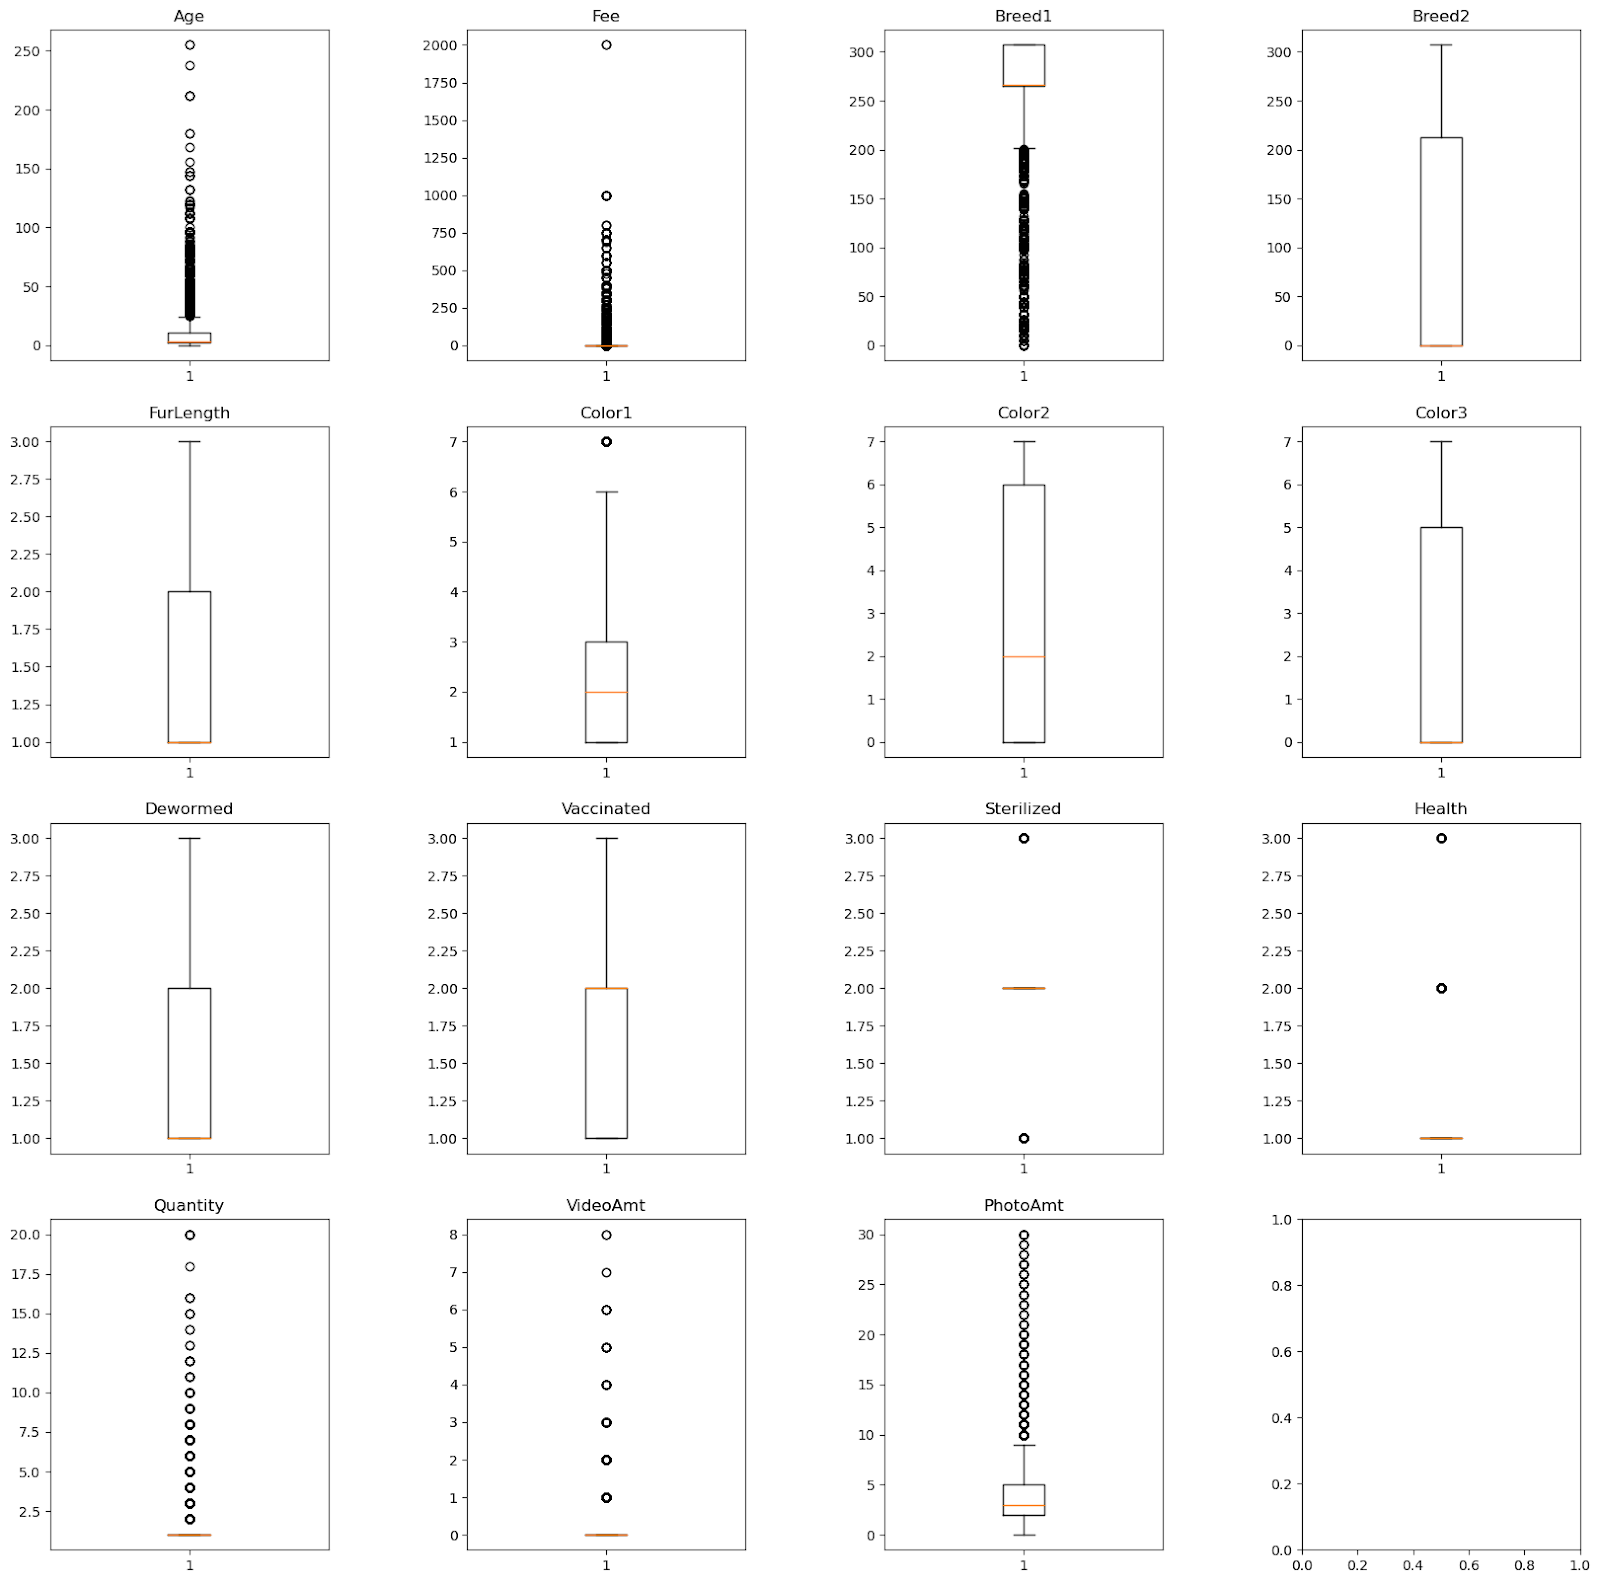 Age Fee Breed1 Breed2
250 2000 300 300
200 1750 250 250
150 1500 200 200
100 1250 150 150
50 1000 100 100
0 750 50 50
500 0 0
250
0
1 1 1 1
FurLength Color1 Color2 Color3
3.00 7 7 7
2.75 6 6 6
2.50 5 5 5
2.25 4 4 4
2.00 3 3 3
1.75 2 2 2
1.50 1 1 1
1.25 0 0
1.00
1 1 1 1
Dewormed Vaccinated Sterilized Health
3.00 3.00 3.00 3.00
2.75 2.75 2.75 2.75
2.50 2.50 2.50 2.50
2.25 2.25 2.25 2.25
2.00 2.00 2.00 2.00
1.75 1.75 1.75 1.75
1.50 1.50 1.50 1.50
1.25 1.25 1.25 1.25
1.00 1.00 1.00 1.00
1 1 1 1
Quantity VideoAmt PhotoAmt
20.0 8 30 1.0
17.5 7 25 0.8
15.0 6 20 0.6
12.5 5 15 0.4
10.0 4 10 0.2
7.5 3 5 0.0
5.0 2 0
2.5 1
0
1 1 1 0.0 0.2 0.4 0.6 0.8 1.0